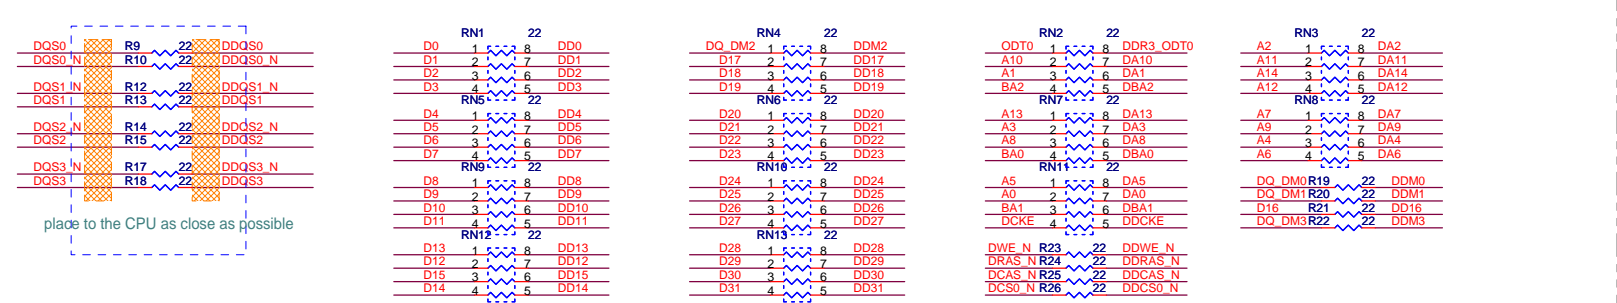 DQS0 R9 22 DDQS0
DQS0_N R10 22 DDQS0_N
DQS1_N R12 22 DDQS1_N
DQS1 R13 22 DDQS1
DQS2_N R14 22 DDQS2_N
DQS2 R15 22 DDQS2
DQS3_N R17 22 DDQS3_N
DQS3 R18 22 DDQS3
place to the CPU as close as possible
RN1 22
D0 1 8 DD0
D1 2 7 DD1
D2 3 6 DD2
D3 4 5 DD3
RN5 22
D4 1 8 DD4
D5 2 7 DD5
D6 3 6 DD6
D7 4 5 DD7
RN9 22
D8 1 8 DD8
D9 2 7 DD9
D10 3 6 DD10
D11 4 5 DD11
RN12 22
D13 1 8 DD13
D12 2 7 DD12
D15 3 6 DD15
D14 4 5 DD14
RN4 22
DQ_DM2 1 8 DDM2
D17 2 7 DD17
D18 3 6 DD18
D19 4 5 DD19
RN6 22
D20 1 8 DD20
D21 2 7 DD21
D22 3 6 DD22
D23 4 5 DD23
RN10 22
D24 1 8 DD24
D25 2 7 DD25
D26 3 6 DD26
D27 4 5 DD27
RN13 22
D28 1 8 DD28
D29 2 7 DD29
D30 3 6 DD30
D31 4 5 DD31
RN2 22
ODT0 1 8 DDR3_ODT0
A10 2 7 DA10
A1 3 6 DA1
BA2 4 5 DBA2
RN7 22
A13 1 8 DA13
A3 2 7 DA3
A8 3 6 DA8
BA0 4 5 DBA0
RN11 22
A5 1 8 DA5
A0 2 7 DA0
BA1 3 6 DBA1
DCKE 4 5 DDCKE
DWE_N R23 22 DDWE_N
DRAS_N R24 22 DDRAS_N
DCAS_N R25 22 DDCAS_N
DCS0_N R26 22 DDCS0_N
RN3 22
A2 1 8 DA2
A11 2 7 DA11
A14 3 6 DA14
A12 4 5 DA12
RN8 22
A7 1 8 DA7
A9 2 7 DA9
A4 3 6 DA4
A6 4 5 DA6
DQ_DM0 R19 22 DDM0
DQ_DM1 R20 22 DDM1
D16 R21 22 DD16
DQ_DM3 R22 22 DDM3